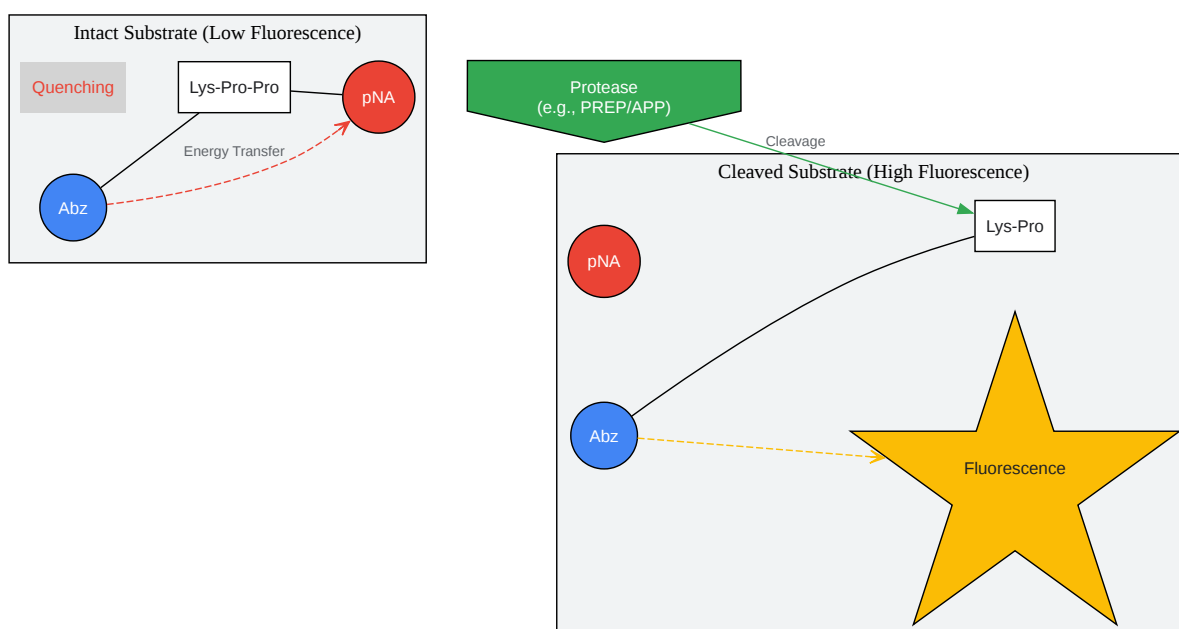 Intact Substrate (Low Fluorescence)
Quenching
Lys-Pro-Pro
pNA
Energy Transfer
Abz
Protease
(e.g., PREP/APP)
Cleavage
Cleaved Substrate (High Fluorescence)
Lys-Pro
pNA
Abz
Fluorescence